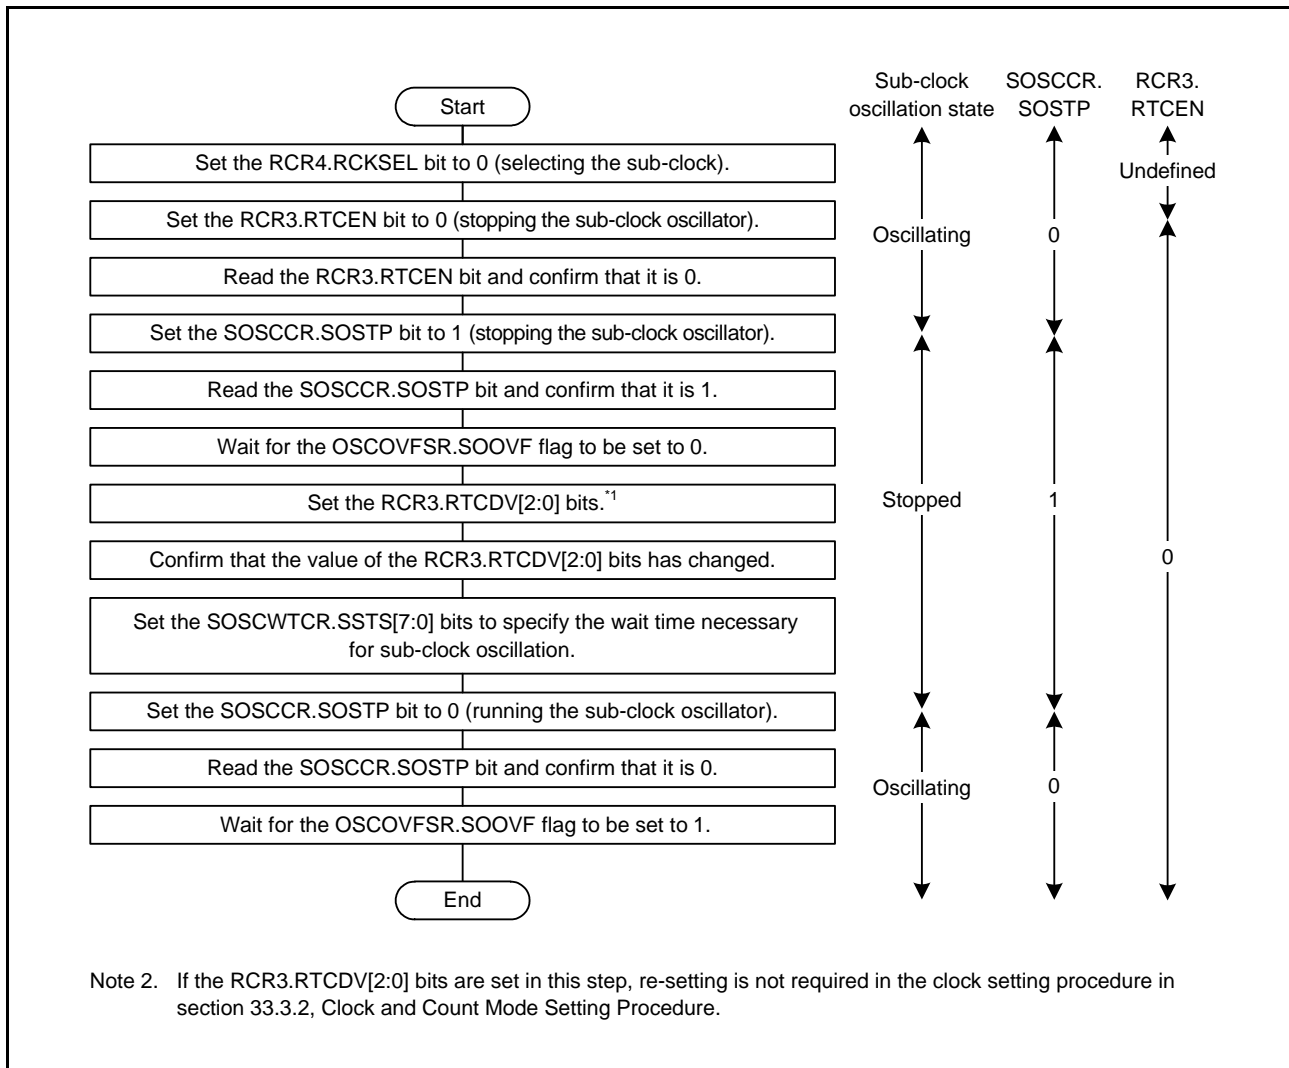 Sub-clock
oscillation state
SOSCCR.
SOSTP
RCR3.
RTCEN
Start
Set the RCR4.RCKSEL bit to 0 (selecting the sub-clock).
Undefined
Set the RCR3.RTCEN bit to 0 (stopping the sub-clock oscillator).
Oscillating
0
Read the RCR3.RTCEN bit and confirm that it is 0.
Set the SOSCCR.SOSTP bit to 1 (stopping the sub-clock oscillator).
Read the SOSCCR.SOSTP bit and confirm that it is 1.
Wait for the OSCOVFSR.SOOVF flag to be set to 0.
Set the RCR3.RTCDV[2:0] bits.*1
Stopped
1
Confirm that the value of the RCR3.RTCDV[2:0] bits has changed.
0
Set the SOSCWTCR.SSTS[7:0] bits to specify the wait time necessary
for sub-clock oscillation.
Set the SOSCCR.SOSTP bit to 0 (running the sub-clock oscillator).
Read the SOSCCR.SOSTP bit and confirm that it is 0.
Oscillating
0
Wait for the OSCOVFSR.SOOVF flag to be set to 1.
End
Note 2. If the RCR3.RTCDV[2:0] bits are set in this step, re-setting is not required in the clock setting procedure in
section 33.3.2, Clock and Count Mode Setting Procedure.